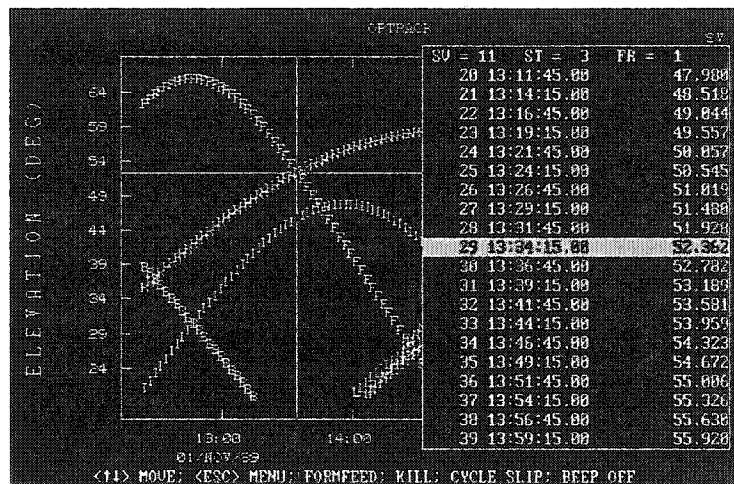 OPTRACK
SV
SV = 11 ST = 3 FR = 1
20 13:11:45.00 47.980
21 13:14:15.00 48.518
22 13:16:45.00 49.044
23 13:19:15.00 49.557
24 13:21:45.00 50.057
25 13:24:15.00 50.545
26 13:26:45.00 51.019
27 13:29:15.00 51.480
28 13:31:45.00 51.928
29 13:34:15.00 52.362
30 13:36:45.00 52.782
31 13:39:15.00 53.189
32 13:41:45.00 53.581
33 13:44:15.00 53.959
34 13:46:45.00 54.323
35 13:49:15.00 54.672
36 13:51:45.00 55.006
37 13:54:15.00 55.326
38 13:56:45.00 55.630
39 13:59:15.00 55.920
ELEVATION (DEG)
64
59
54
49
44
39
34
29
24
13:00 14:00
01/NOV/89
<↑↓> MOVE; <ESC> MENU; FORMFEED; KILL; CYCLE SLIP; BEEP OFF